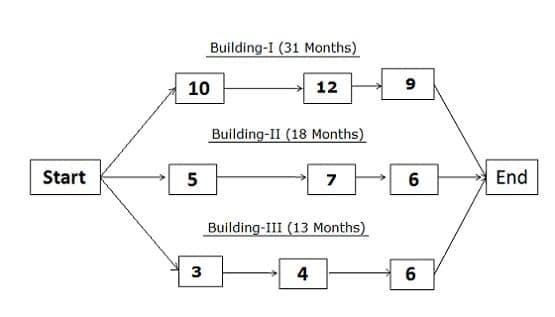 Building-I (31 Months)
10 12 9
Building-II (18 Months)
Start 5 7 6 End
Building-III (13 Months)
3 4 6